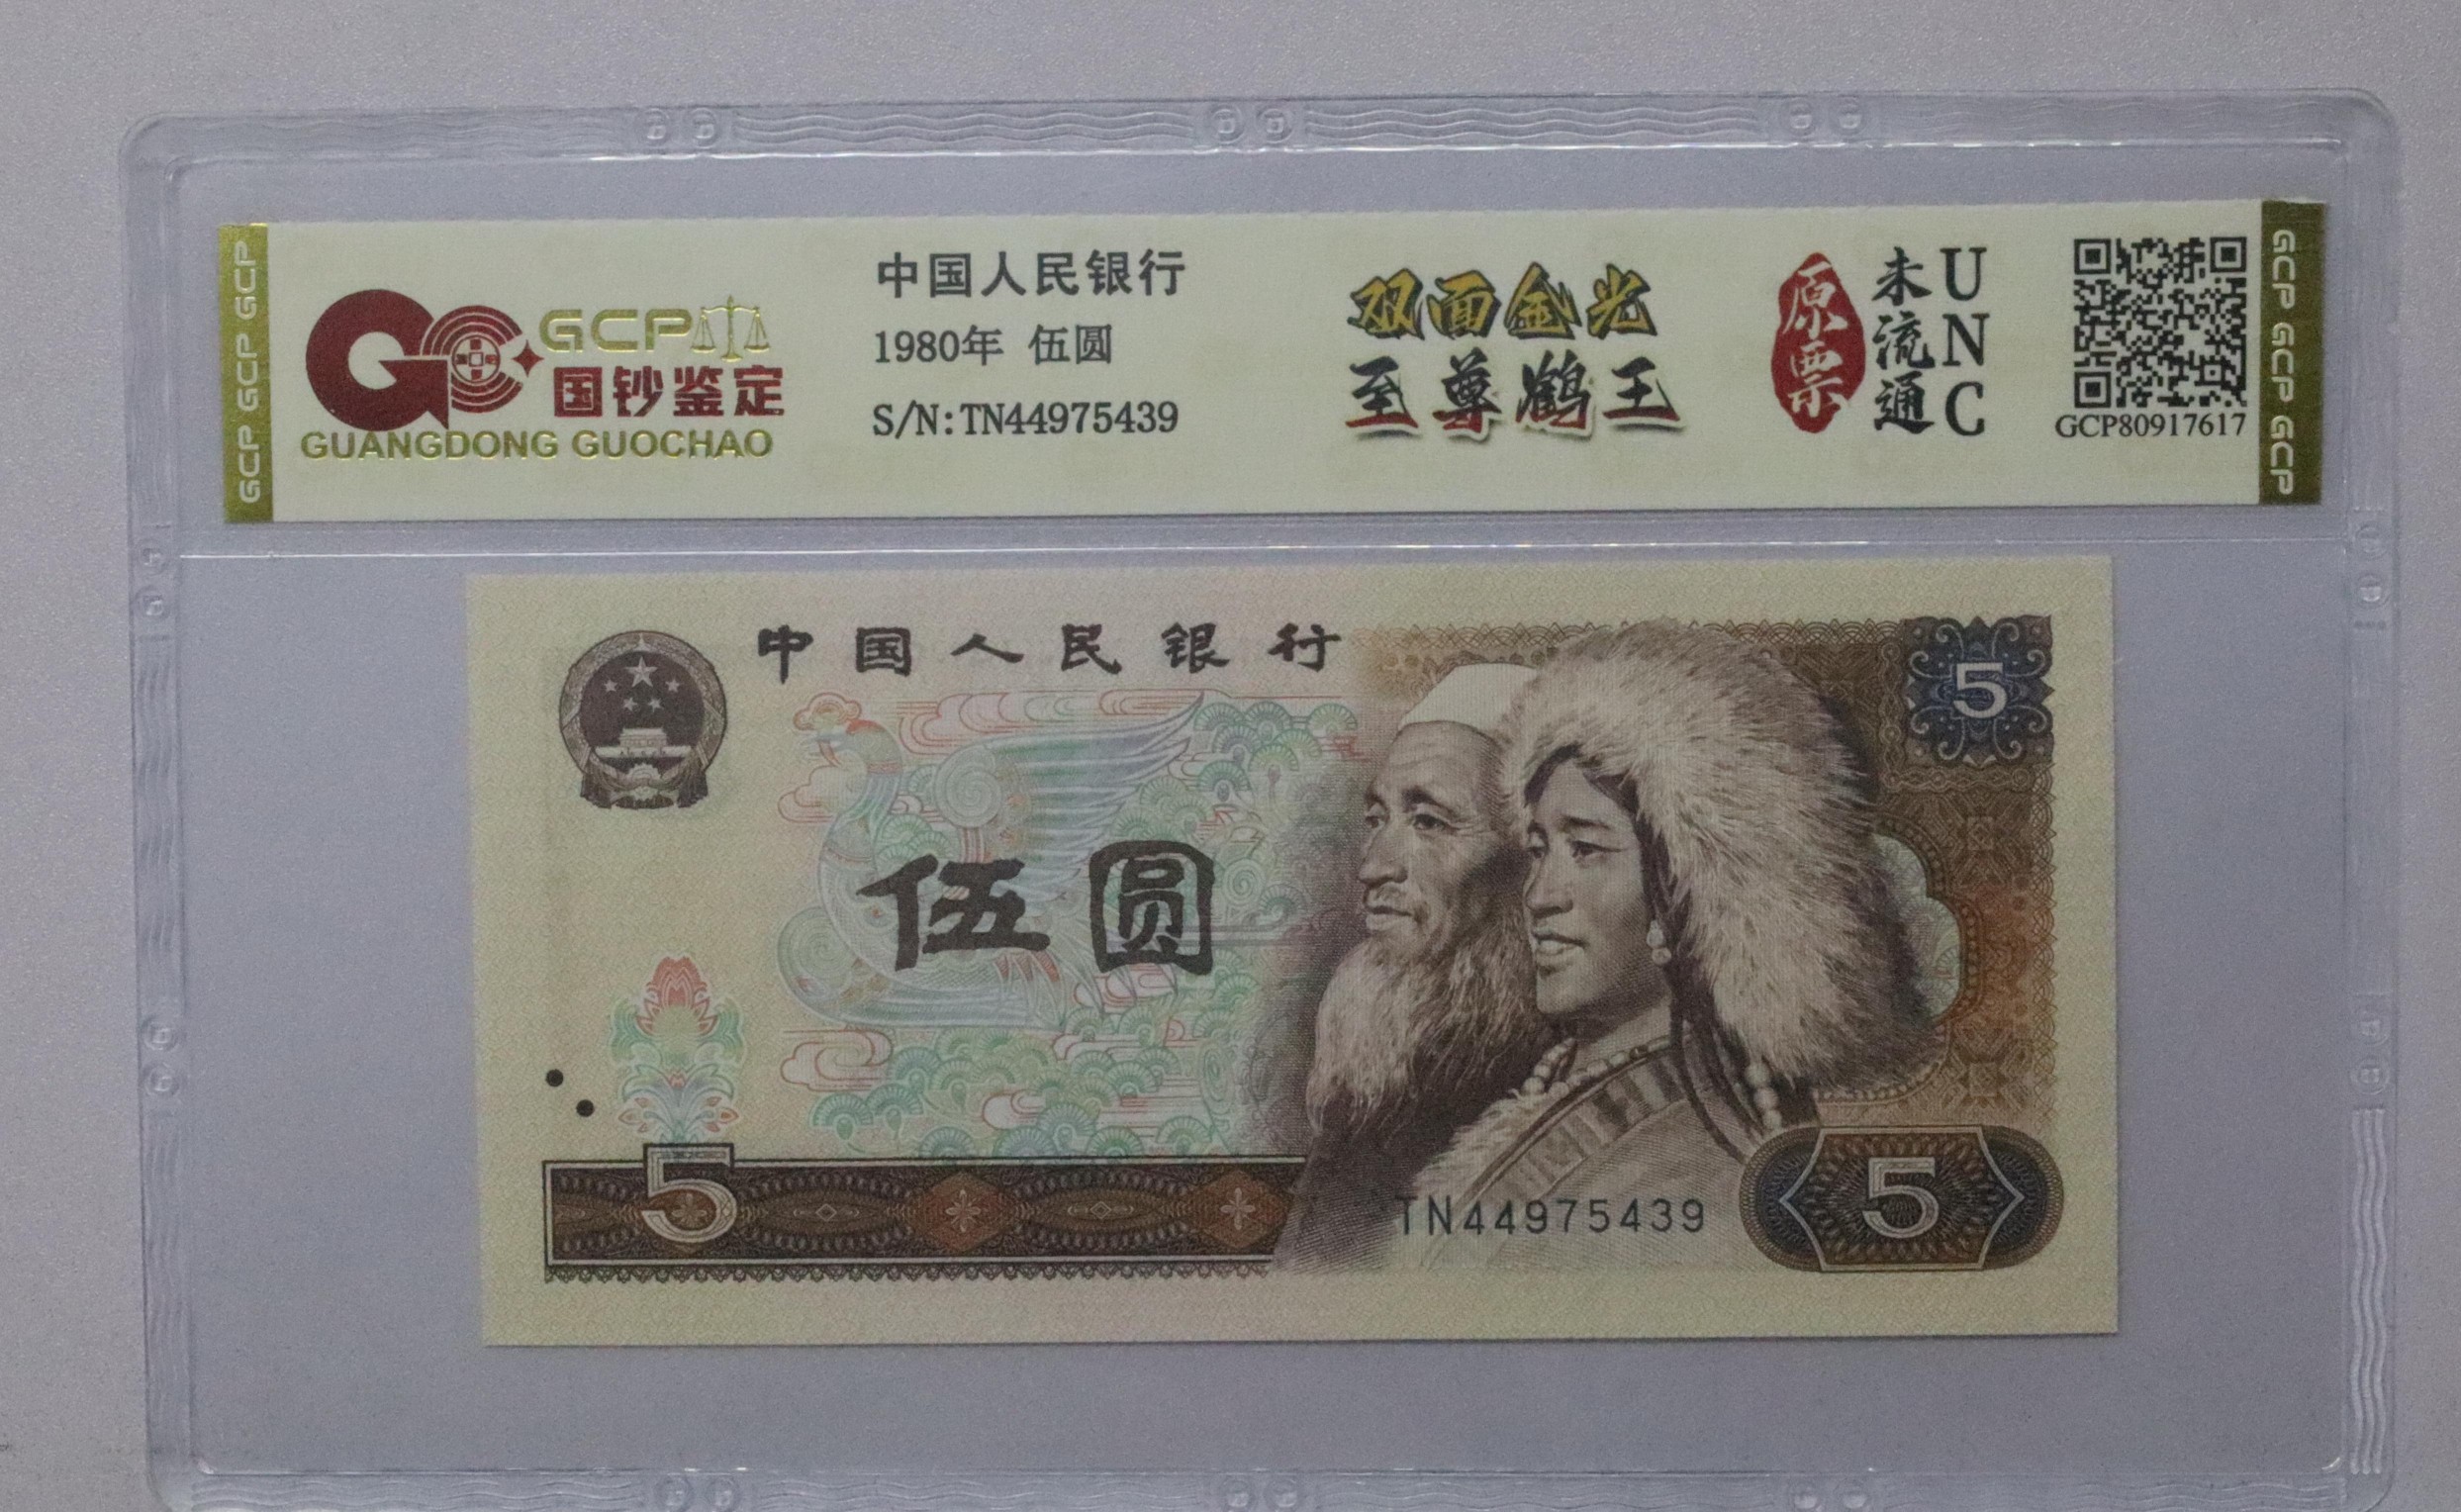 GCP GCP GCP
GCP
国钞鉴定
GUANGDONG GUOCHAO
中国人民银行
1980年 伍圆
S/N:TN44975439
双面金光
至尊鹤王
原票
未流通
UNC
GCP80917617
GCP GCP GCP
中国人民银行
5
伍圆
5
TN44975439
5